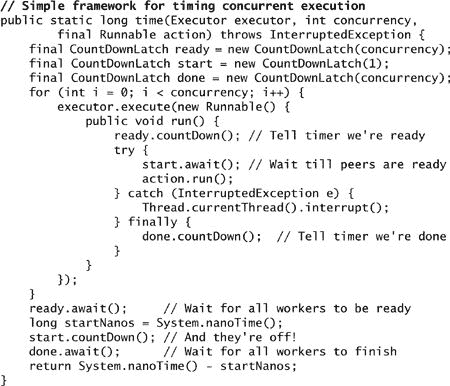 // Simple framework for timing concurrent execution
public static long time(Executor executor, int concurrency,
        final Runnable action) throws InterruptedException {
    final CountDownLatch ready = new CountDownLatch(concurrency);
    final CountDownLatch start = new CountDownLatch(1);
    final CountDownLatch done = new CountDownLatch(concurrency);
    for (int i = 0; i < concurrency; i++) {
        executor.execute(new Runnable() {
            public void run() {
                ready.countDown(); // Tell timer we're ready
                try {
                    start.await(); // Wait till peers are ready
                    action.run();
                } catch (InterruptedException e) {
                    Thread.currentThread().interrupt();
                } finally {
                    done.countDown();  // Tell timer we're done
                }
            }
        });
    }
    ready.await();     // Wait for all workers to be ready
    long startNanos = System.nanoTime();
    start.countDown(); // And they're off!
    done.await();      // Wait for all workers to finish
    return System.nanoTime() - startNanos;
}